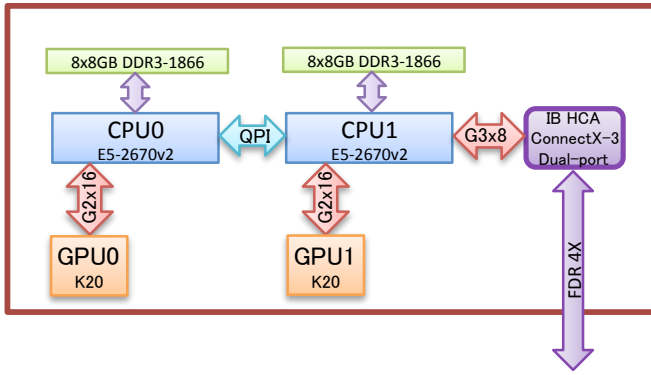 8x8GB DDR3-1866
8x8GB DDR3-1866
CPU0
E5-2670v2
QPI
CPU1
E5-2670v2
G3x8
IB HCA
ConnectX-3
Dual-port
G2x16
G2x16
GPU0
K20
GPU1
K20
FDR 4X